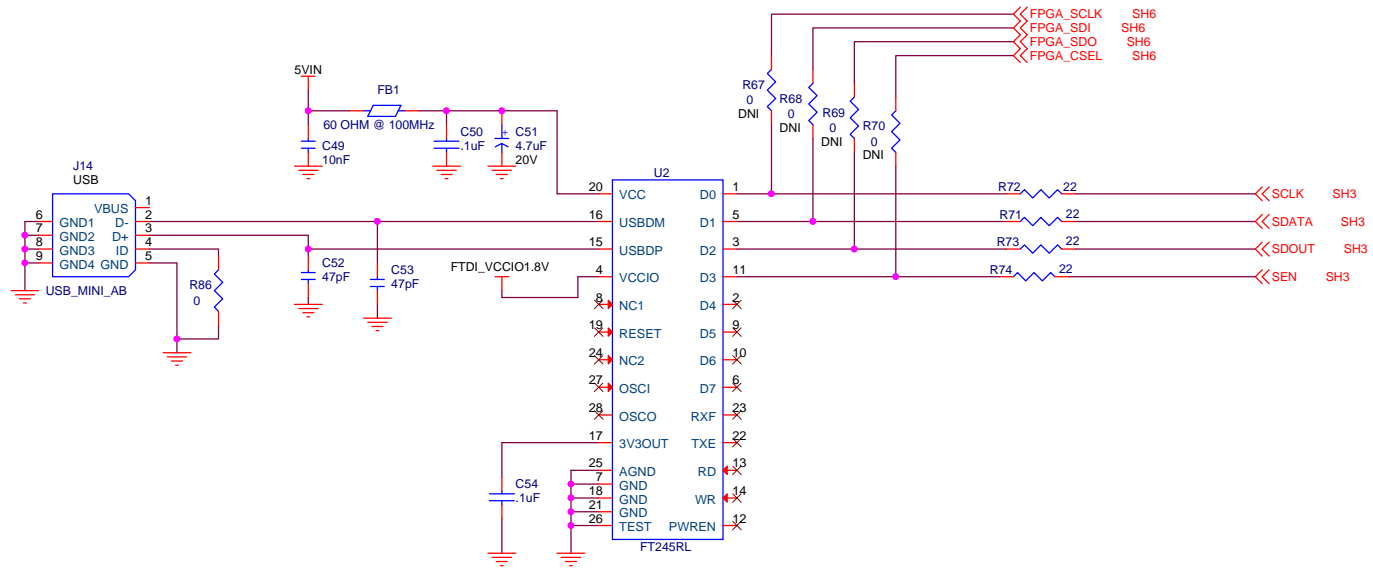 FPGA_SCLK SH6
FPGA_SDI SH6
FPGA_SDO SH6
FPGA_CSEL SH6
5VIN
FB1
60 OHM @ 100MHz
R67
0
DNI
R68
0
DNI
R69
0
DNI
R70
0
DNI
C49
10nF
C50
.1uF
C51
4.7uF
20V
J14
USB
VBUS 1
D- 2
D+ 3
ID 4
GND 5
6 GND1
7 GND2
8 GND3
9 GND4
USB_MINI_AB
R86
0
C52
47pF
C53
47pF
FTDI_VCCIO1.8V
U2
20 VCC
16 USBDM
15 USBDP
4 VCCIO
8 NC1
19 RESET
24 NC2
27 OSCI
28 OSCO
17 3V3OUT
25 AGND
7 GND
18 GND
21 GND
26 TEST
D0 1
D1 5
D2 3
D3 11
D4 2
D5 9
D6 10
D7 6
RXF 23
TXE 22
RD 13
WR 14
PWREN 12
FT245RL
C54
.1uF
R72 22
SCLK SH3
R71 22
SDATA SH3
R73 22
SDOUT SH3
R74 22
SEN SH3